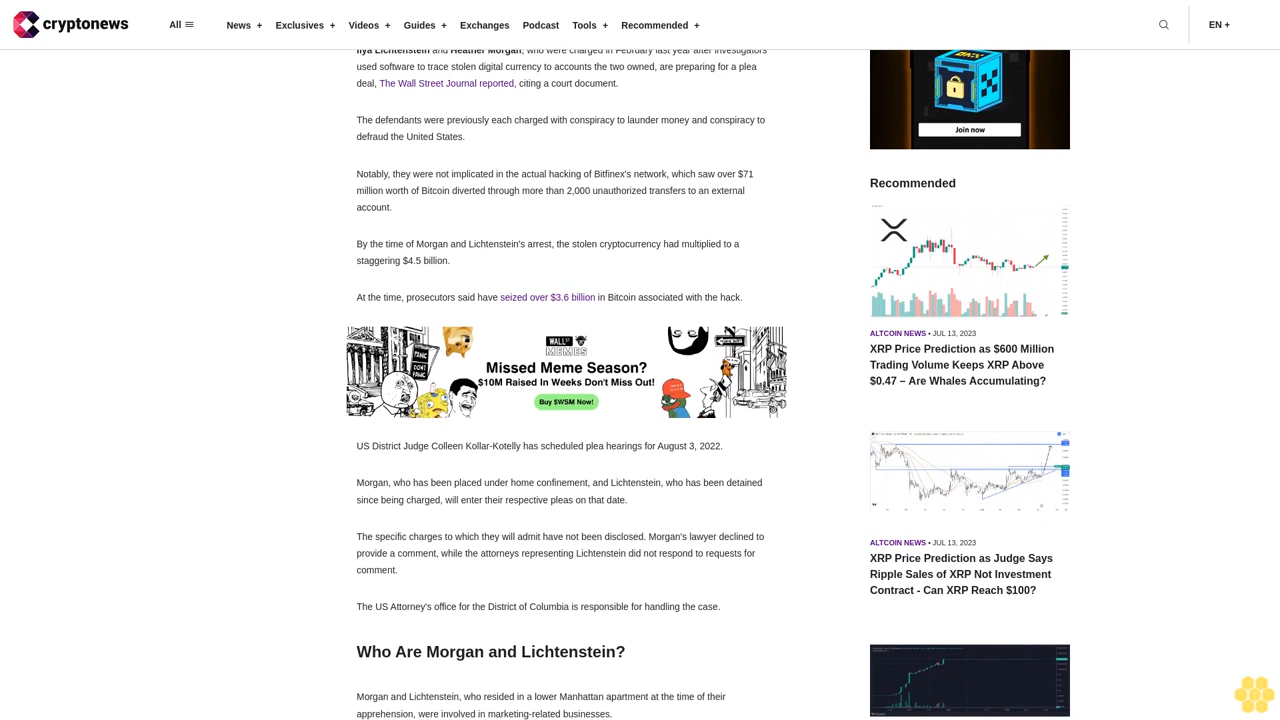 cryptonews
All
News +
Exclusives +
Videos +
Guides +
Exchanges
Podcast
Tools +
Recommended +
EN +
Ilya Lichtenstein and Heather Morgan, who were charged in February last year after investigators
used software to trace stolen digital currency to accounts the two owned, are preparing for a plea
deal, The Wall Street Journal reported, citing a court document.
The defendants were previously each charged with conspiracy to launder money and conspiracy to
defraud the United States.
Notably, they were not implicated in the actual hacking of Bitfinex's network, which saw over $71
million worth of Bitcoin diverted through more than 2,000 unauthorized transfers to an external
account.
By the time of Morgan and Lichtenstein's arrest, the stolen cryptocurrency had multiplied to a
staggering $4.5 billion.
At the time, prosecutors said have seized over $3.6 billion in Bitcoin associated with the hack.
PANIC
DON'T
PANIC
WALL ST
MEMES
Missed Meme Season?
$10M Raised In Weeks Don't Miss Out!
Buy $WSM Now!
US District Judge Colleen Kollar-Kotelly has scheduled plea hearings for August 3, 2022.
Morgan, who has been placed under home confinement, and Lichtenstein, who has been detained
since being charged, will enter their respective pleas on that date.
The specific charges to which they will admit have not been disclosed. Morgan's lawyer declined to
provide a comment, while the attorneys representing Lichtenstein did not respond to requests for
comment.
The US Attorney's office for the District of Columbia is responsible for handling the case.
Who Are Morgan and Lichtenstein?
Morgan and Lichtenstein, who resided in a lower Manhattan apartment at the time of their
apprehension, were involved in marketing-related businesses.
Join now
Recommended
ALTCOIN NEWS • JUL 13, 2023
XRP Price Prediction as $600 Million
Trading Volume Keeps XRP Above
$0.47 – Are Whales Accumulating?
ALTCOIN NEWS • JUL 13, 2023
XRP Price Prediction as Judge Says
Ripple Sales of XRP Not Investment
Contract - Can XRP Reach $100?